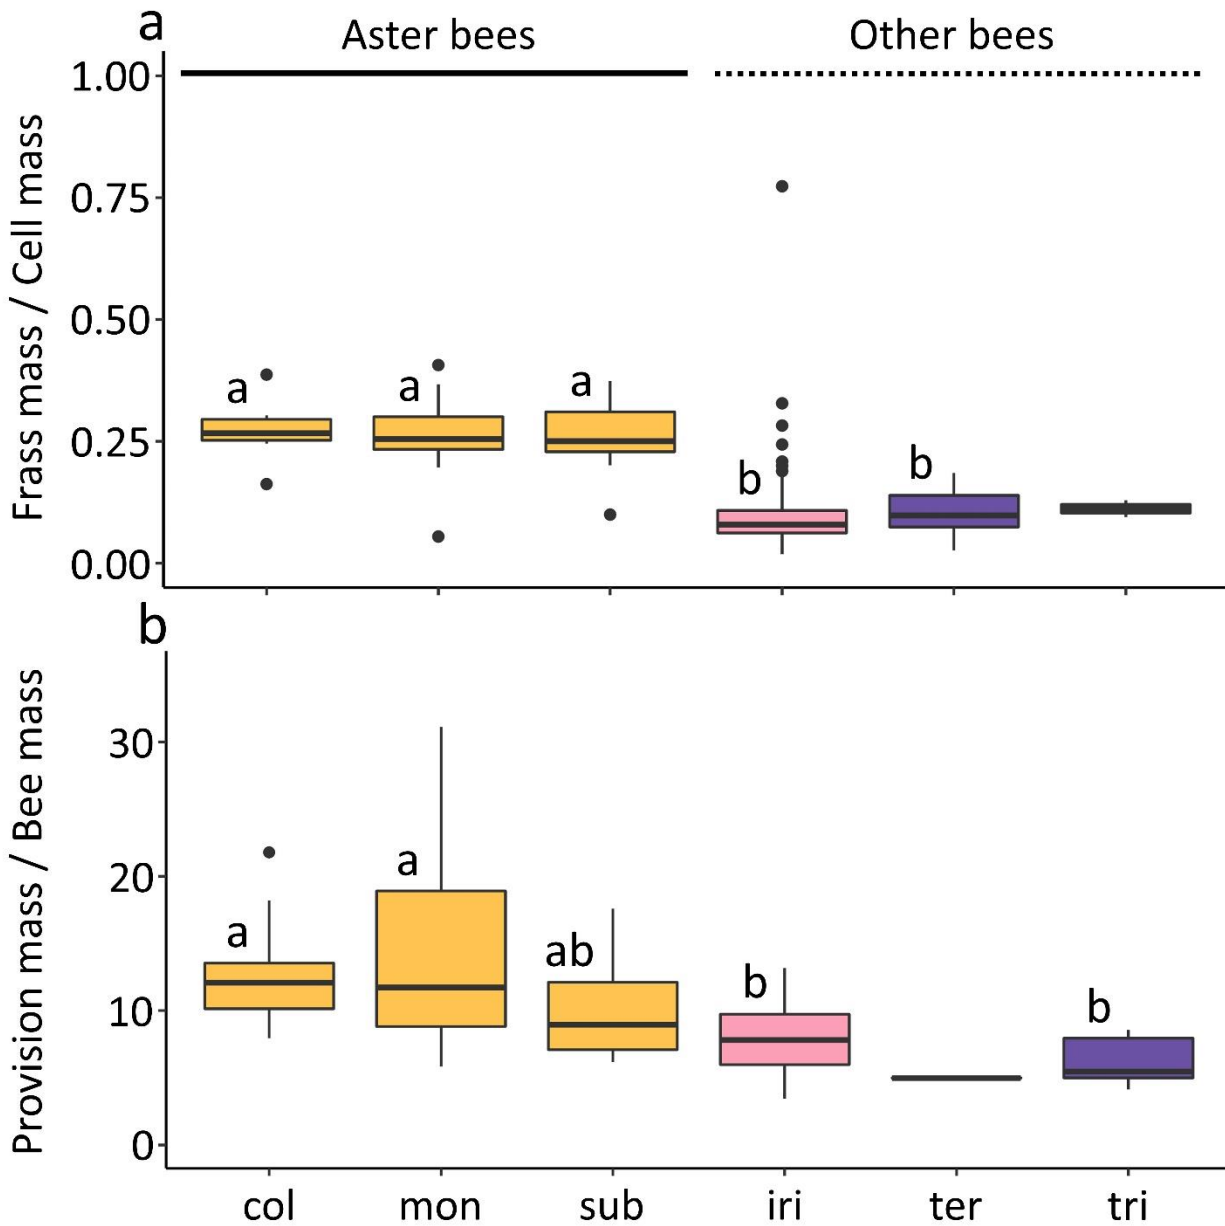 a
Aster bees Other bees
Frass mass / Cell mass
1.00
0.75
0.50
0.25
0.00
a a a b b
b
Provision mass / Bee mass
30
20
10
0
a a ab b b
col mon sub iri ter tri